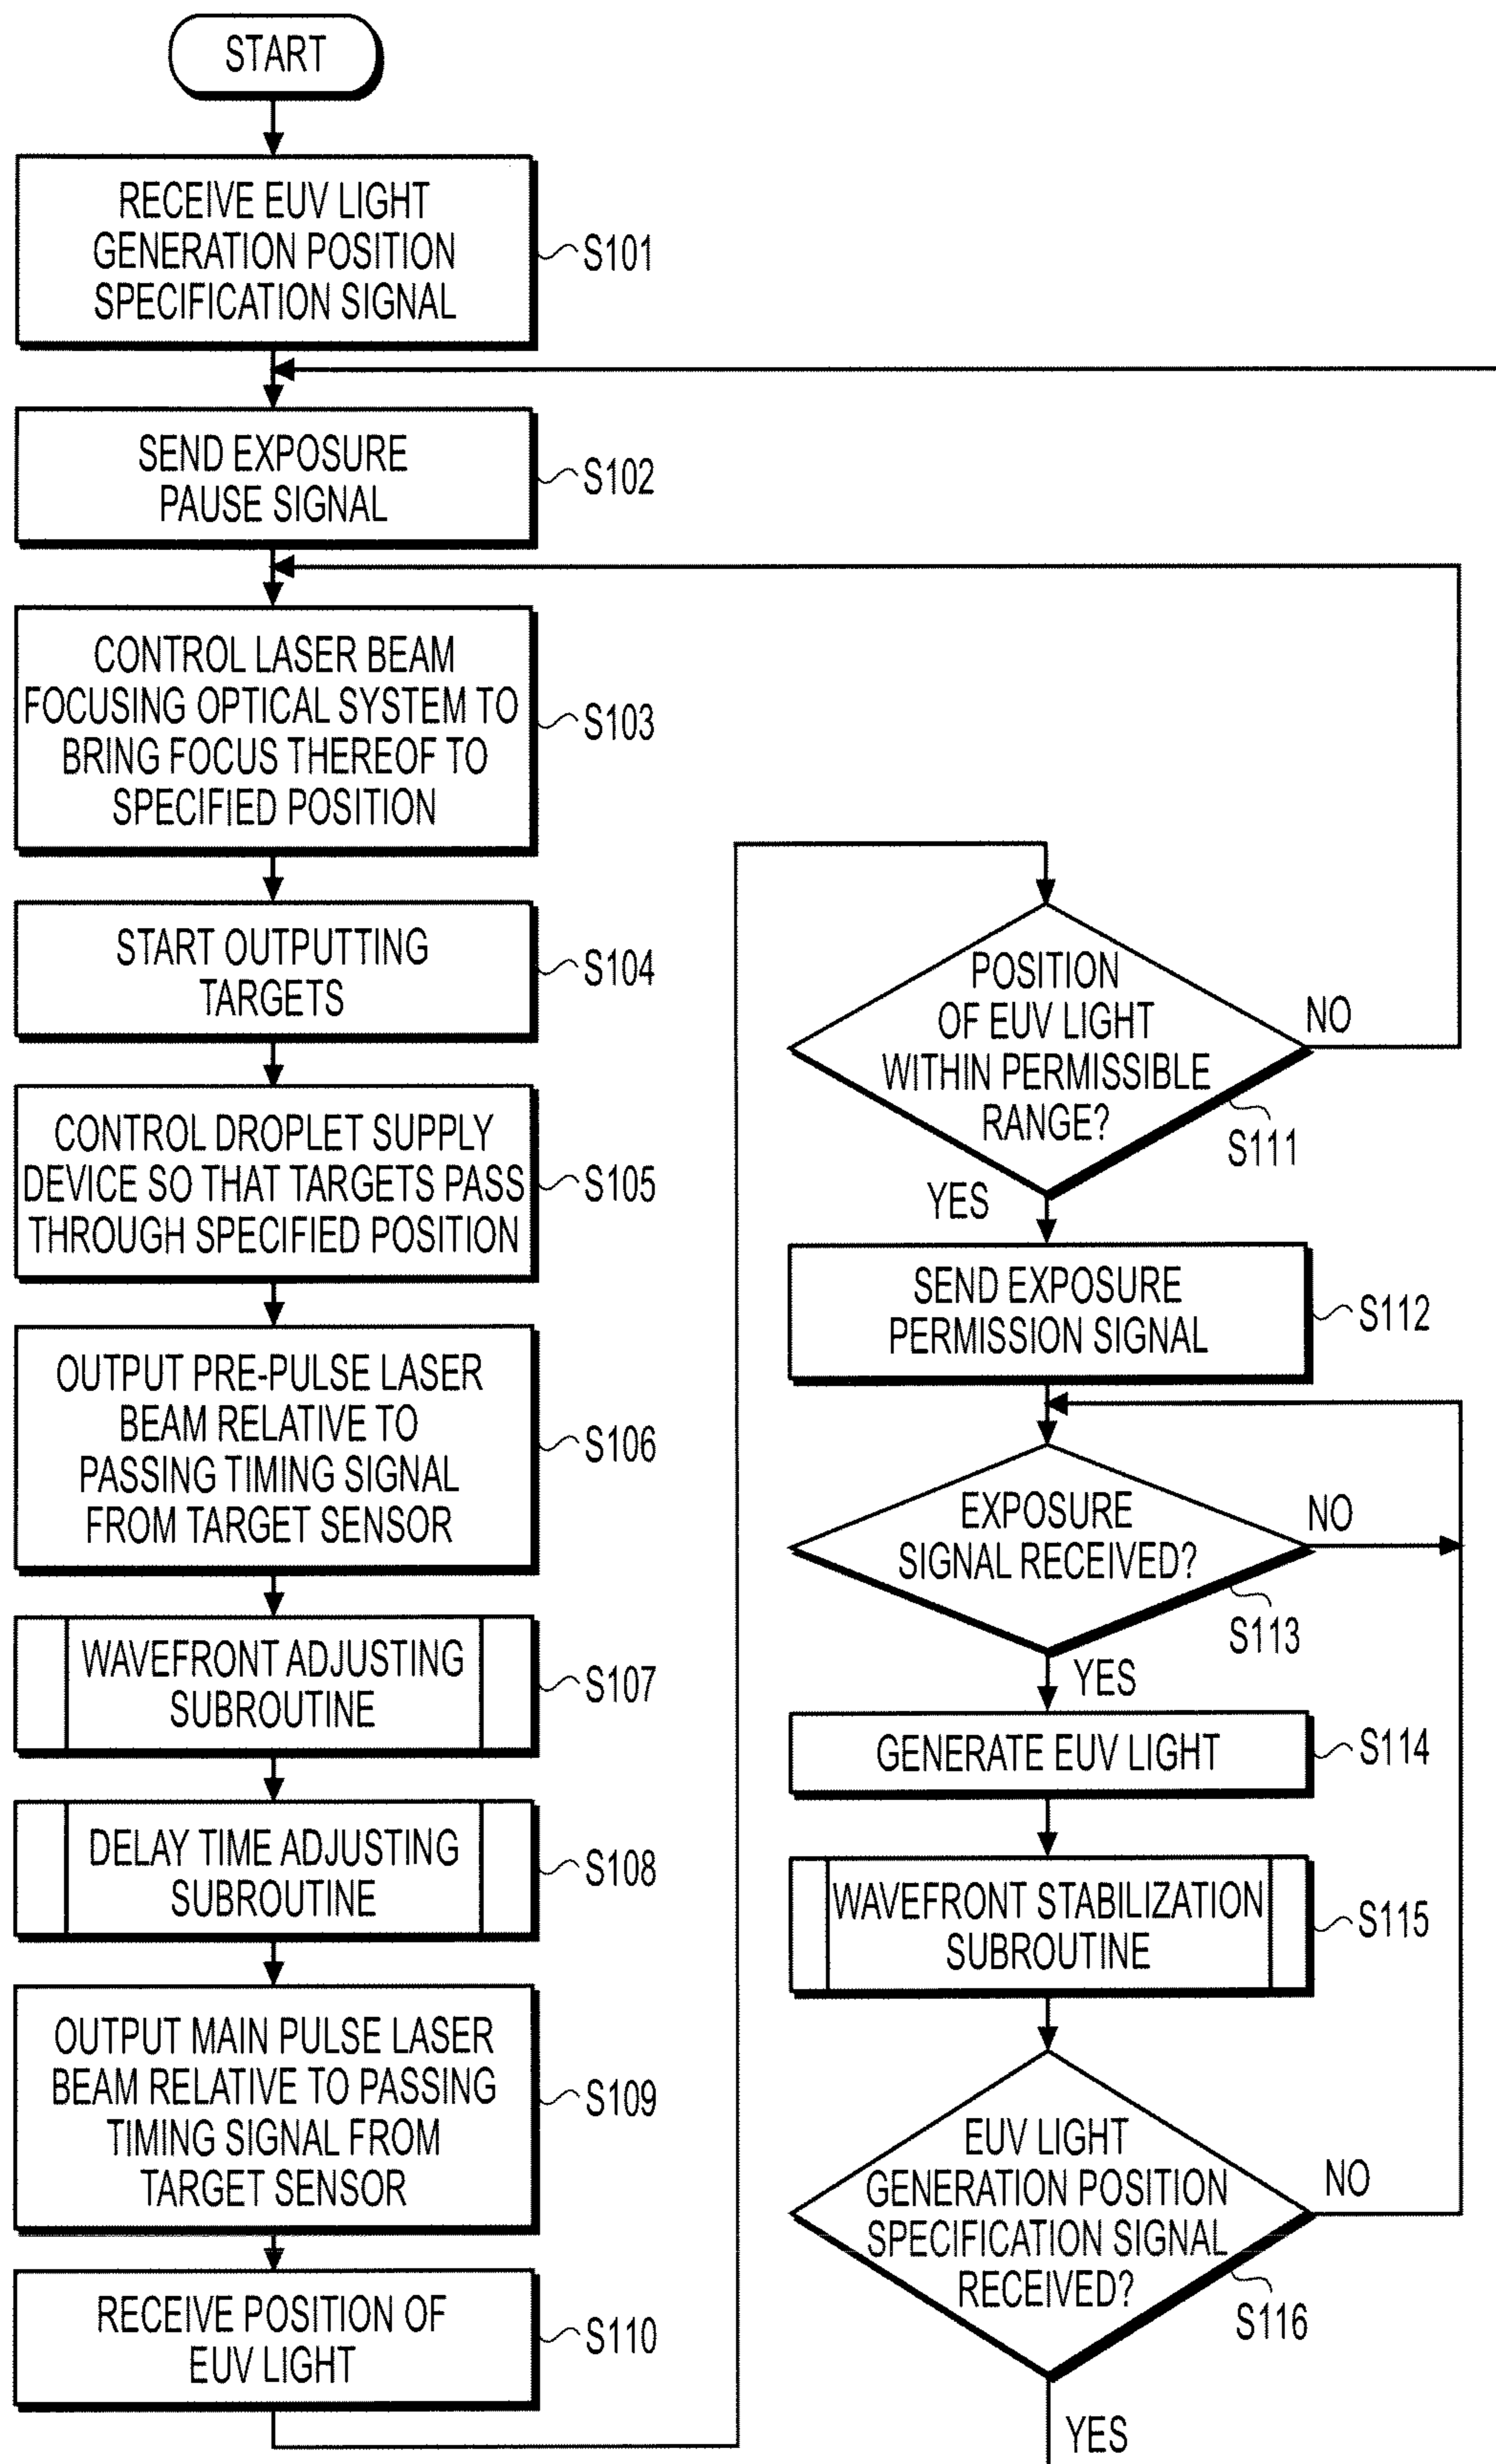 START
RECEIVE EUV LIGHT
GENERATION POSITION
SPECIFICATION SIGNAL
S101
SEND EXPOSURE
PAUSE SIGNAL
S102
CONTROL LASER BEAM
FOCUSING OPTICAL SYSTEM TO
BRING FOCUS THEREOF TO
SPECIFIED POSITION
S103
START OUTPUTTING
TARGETS
S104
CONTROL DROPLET SUPPLY
DEVICE SO THAT TARGETS PASS
THROUGH SPECIFIED POSITION
S105
OUTPUT PRE-PULSE LASER
BEAM RELATIVE TO
PASSING TIMING SIGNAL
FROM TARGET SENSOR
S106
WAVEFRONT ADJUSTING
SUBROUTINE
S107
DELAY TIME ADJUSTING
SUBROUTINE
S108
OUTPUT MAIN PULSE LASER
BEAM RELATIVE TO PASSING
TIMING SIGNAL FROM
TARGET SENSOR
S109
RECEIVE POSITION OF
EUV LIGHT
S110
POSITION
OF EUV LIGHT
WITHIN PERMISSIBLE
RANGE?
NO
S111
YES
SEND EXPOSURE
PERMISSION SIGNAL
S112
EXPOSURE
SIGNAL RECEIVED?
NO
S113
YES
GENERATE EUV LIGHT
S114
WAVEFRONT STABILIZATION
SUBROUTINE
S115
EUV LIGHT
GENERATION POSITION
SPECIFICATION SIGNAL
RECEIVED?
NO
S116
YES